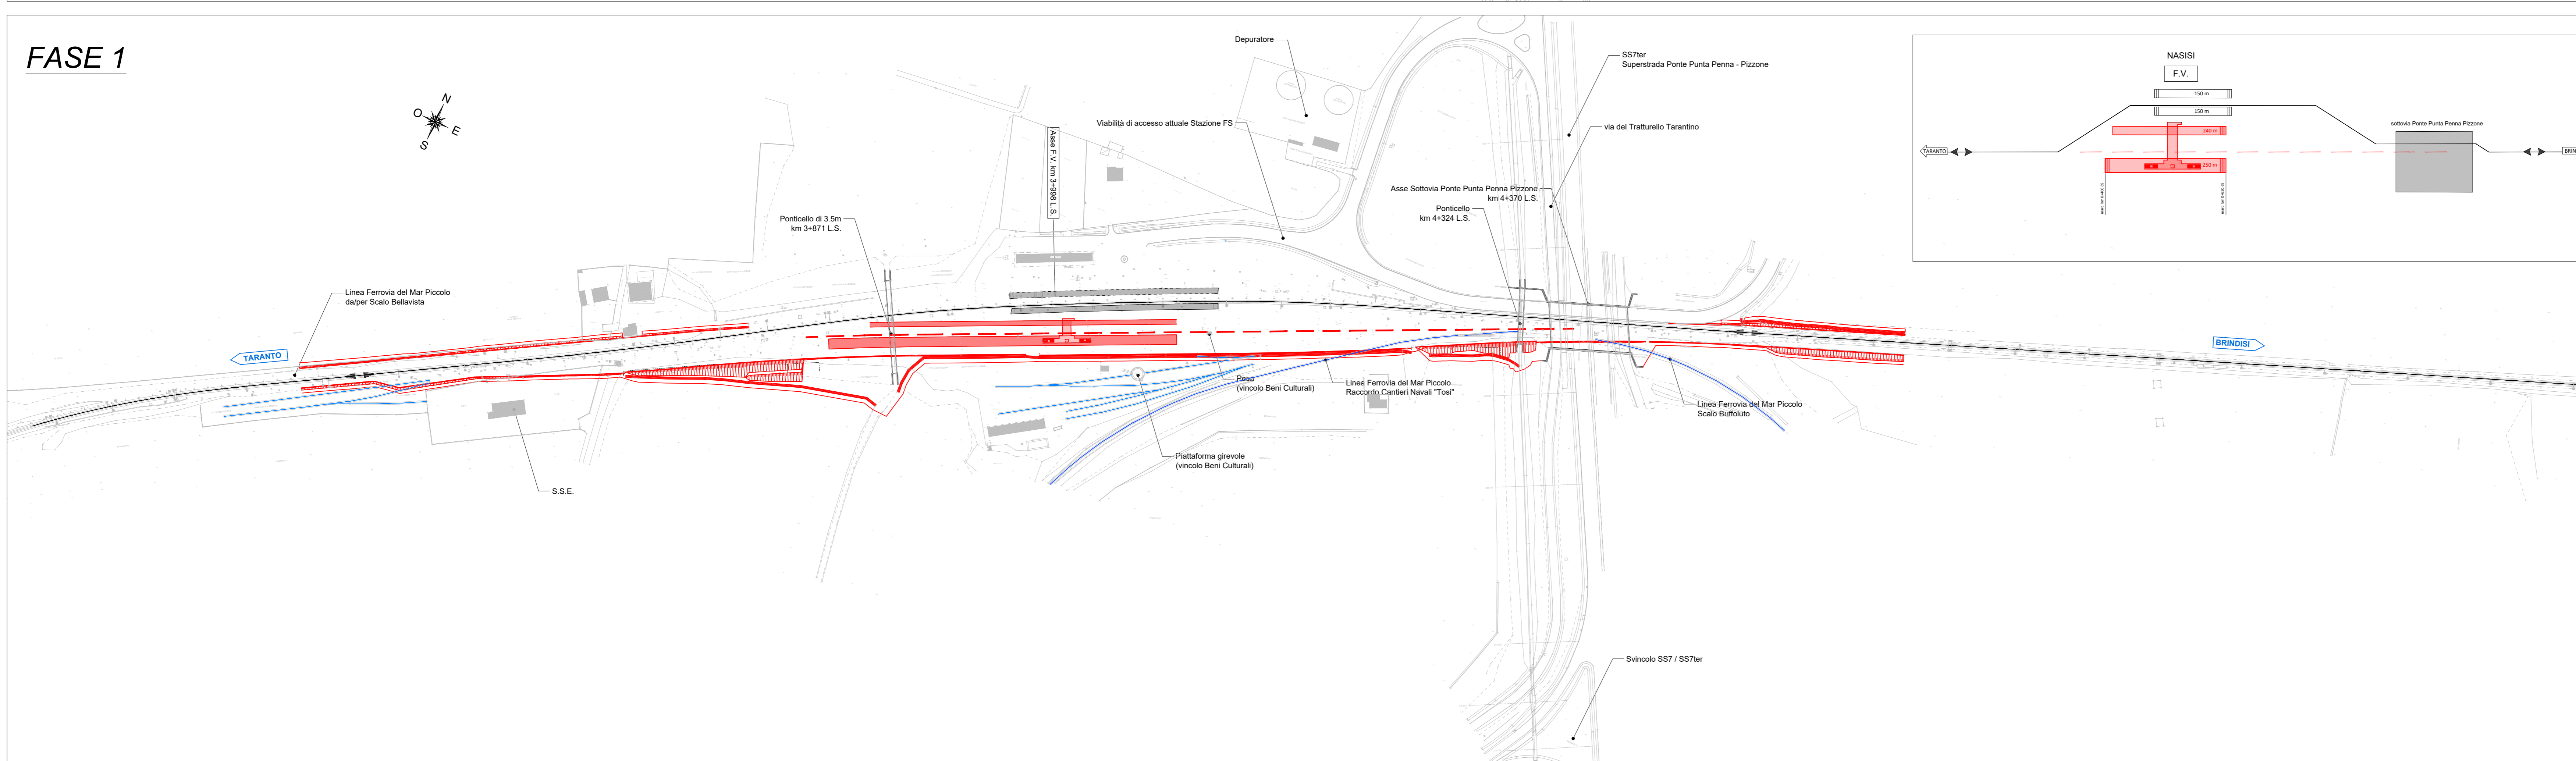 FASE 1
N
O
E
S
Depuratore
SS7ter
Superstrada Ponte Punta Penna - Pizzone
Viabilità di accesso attuale Stazione FS
via del Tratturello Tarantino
Asse F.V. km 3+998 L.S.
Asse Sottovia Ponte Punta Penna Pizzone
km 4+370 L.S.
Ponticello
km 4+324 L.S.
Ponticello di 3.5m
km 3+871 L.S.
Linea Ferrovia del Mar Piccolo
da/per Scalo Bellavista
TARANTO
BRINDISI
Pesa
(vincolo Beni Culturali)
Linea Ferrovia del Mar Piccolo
Raccordo Cantieri Navali "Tosi"
Linea Ferrovia del Mar Piccolo
Scalo Buffoluto
Piattaforma girevole
(vincolo Beni Culturali)
S.S.E.
Svincolo SS7 / SS7ter
NASISI
F.V.
150 m
150 m
240 m
250 m
sottovia Ponte Punta Penna Pizzone
TARANTO
BRIN